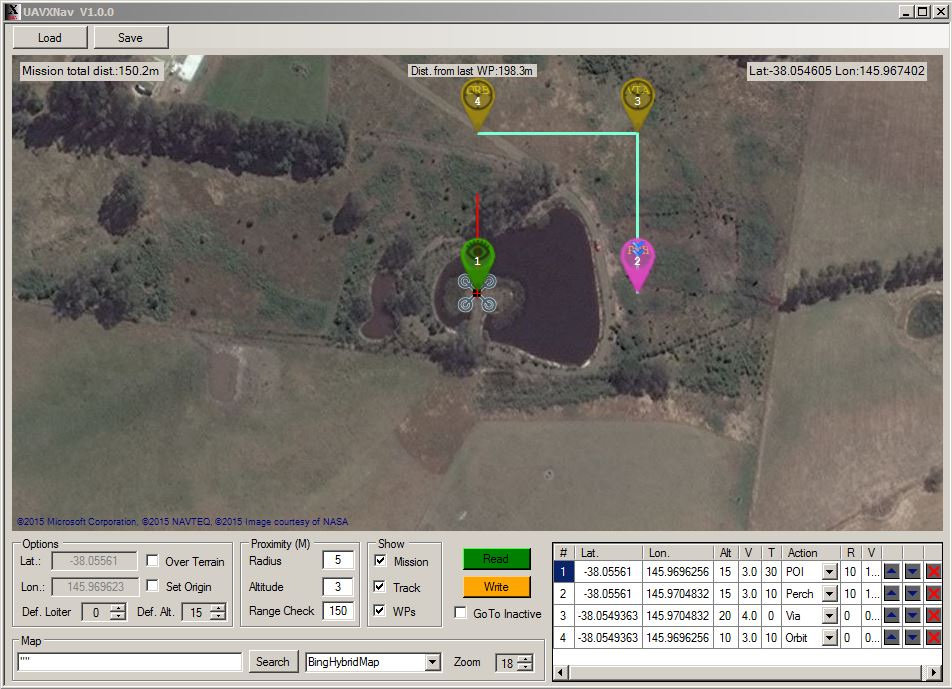 UAVXNav V1.0.0
Load Save
Mission total dist.:150.2m
Dist. from last WP:198.3m
Lat:-38.054605 Lon:145.967402
ORB
4
VIA
3
1
2
©2015 Microsoft Corporation, ©2015 NAVTEQ, ©2015 Image courtesy of NASA
Options
Lat.: -38.05561 Over Terrain
Lon.: 145.969623 Set Origin
Def. Loiter 0 Def. Alt. 15
Proximity (M)
Radius 5
Altitude 3
Range Check 150
Show
Mission
Track
WPs
Read
Write
GoTo Inactive
Map
"" Search BingHybridMap Zoom 18
# Lat. Lon. Alt V T Action R V
1 -38.05561 145.9696256 15 3.0 30 POI 10 1...
2 -38.05561 145.9704832 15 3.0 10 Perch 10 1...
3 -38.0549363 145.9704832 20 4.0 0 Via 0 0...
4 -38.0549363 145.9696256 10 3.0 10 Orbit 0 0...